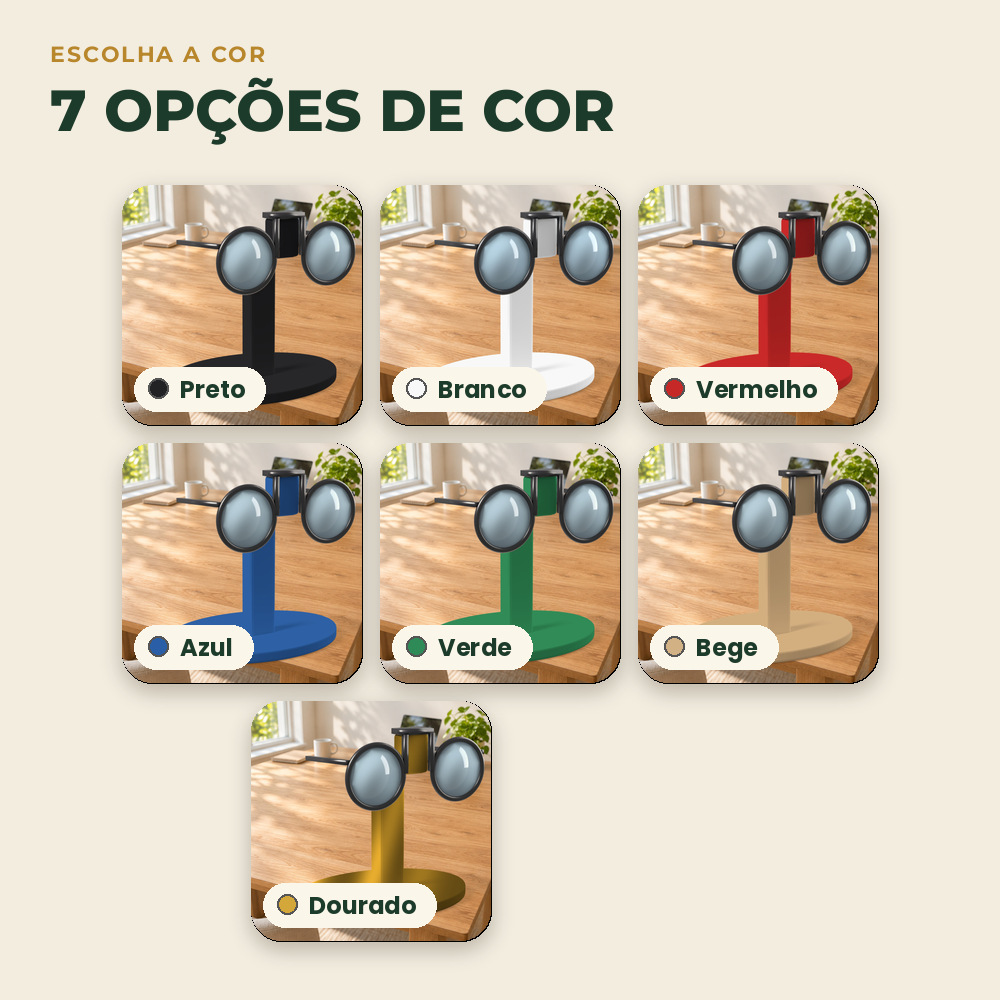 ESCOLHA A COR
7 OPÇÕES DE COR
Preto
Branco
Vermelho
Azul
Verde
Bege
Dourado